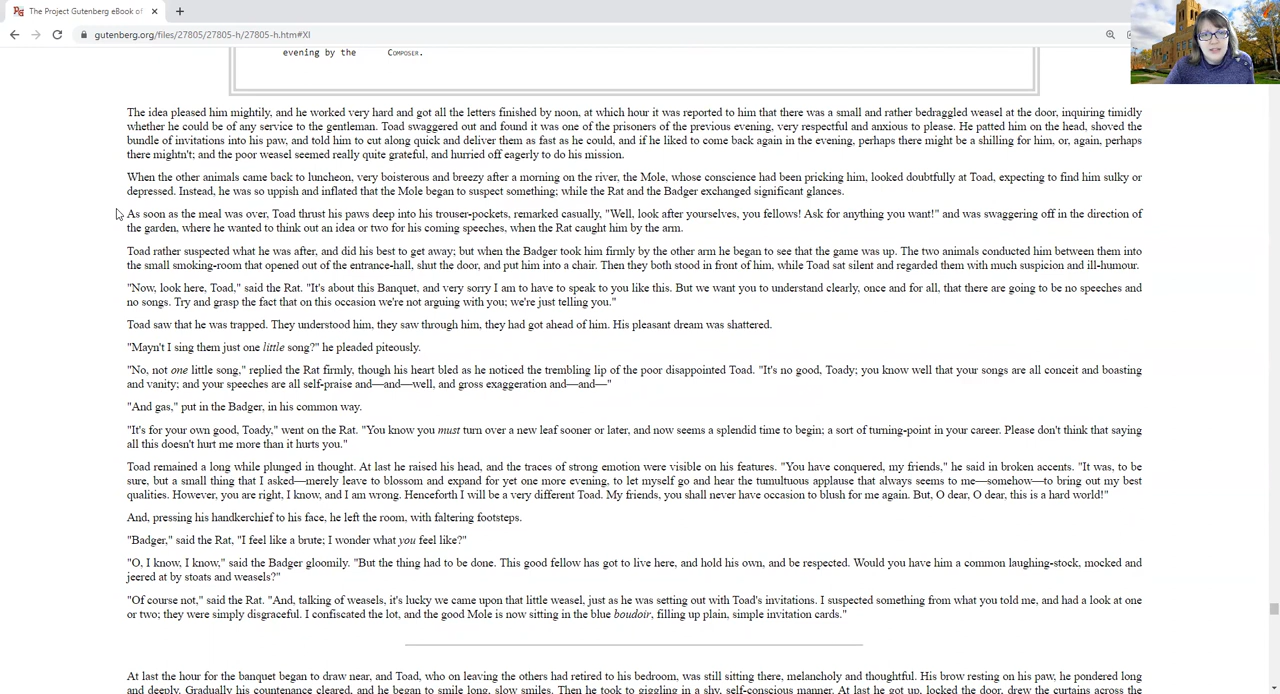 The Project Gutenberg eBook of
gutenberg.org/files/27805/27805-h/27805-h.htm#XI
evening by the COMPOSER.
The idea pleased him mightily, and he worked very hard and got all the letters finished by noon, at which hour it was reported to him that there was a small and rather bedraggled weasel at the door, inquiring timidly
whether he could be of any service to the gentleman. Toad swaggered out and found it was one of the prisoners of the previous evening, very respectful and anxious to please. He patted him on the head, shoved the
bundle of invitations into his paw, and told him to cut along quick and deliver them as fast as he could, and if he liked to come back again in the evening, perhaps there might be a shilling for him, or, again, perhaps
there mightn't; and the poor weasel seemed really quite grateful, and hurried off eagerly to do his mission.
When the other animals came back to luncheon, very boisterous and breezy after a morning on the river, the Mole, whose conscience had been pricking him, looked doubtfully at Toad, expecting to find him sulky or
depressed. Instead, he was so uppish and inflated that the Mole began to suspect something; while the Rat and the Badger exchanged significant glances.
As soon as the meal was over, Toad thrust his paws deep into his trouser-pockets, remarked casually, "Well, look after yourselves, you fellows! Ask for anything you want!" and was swaggering off in the direction of
the garden, where he wanted to think out an idea or two for his coming speeches, when the Rat caught him by the arm.
Toad rather suspected what he was after, and did his best to get away; but when the Badger took him firmly by the other arm he began to see that the game was up. The two animals conducted him between them into
the small smoking-room that opened out of the entrance-hall, shut the door, and put him into a chair. Then they both stood in front of him, while Toad sat silent and regarded them with much suspicion and ill-humour.
"Now, look here, Toad," said the Rat. "It's about this Banquet, and very sorry I am to have to speak to you like this. But we want you to understand clearly, once and for all, that there are going to be no speeches and
no songs. Try and grasp the fact that on this occasion we're not arguing with you; we're just telling you."
Toad saw that he was trapped. They understood him, they saw through him, they had got ahead of him. His pleasant dream was shattered.
"Mayn't I sing them just one little song?" he pleaded piteously.
"No, not one little song," replied the Rat firmly, though his heart bled as he noticed the trembling lip of the poor disappointed Toad. "It's no good, Toady; you know well that your songs are all conceit and boasting
and vanity; and your speeches are all self-praise and—and—well, and gross exaggeration and—and—"
"And gas," put in the Badger, in his common way.
"It's for your own good, Toady," went on the Rat. "You know you must turn over a new leaf sooner or later, and now seems a splendid time to begin; a sort of turning-point in your career. Please don't think that saying
all this doesn't hurt me more than it hurts you."
Toad remained a long while plunged in thought. At last he raised his head, and the traces of strong emotion were visible on his features. "You have conquered, my friends," he said in broken accents. "It was, to be
sure, but a small thing that I asked—merely leave to blossom and expand for yet one more evening, to let myself go and hear the tumultuous applause that always seems to me—somehow—to bring out my best
qualities. However, you are right, I know, and I am wrong. Henceforth I will be a very different Toad. My friends, you shall never have occasion to blush for me again. But, O dear, O dear, this is a hard world!"
And, pressing his handkerchief to his face, he left the room, with faltering footsteps.
"Badger," said the Rat, "I feel like a brute; I wonder what you feel like?"
"O, I know, I know," said the Badger gloomily. "But the thing had to be done. This good fellow has got to live here, and hold his own, and be respected. Would you have him a common laughing-stock, mocked and
jeered at by stoats and weasels?"
"Of course not," said the Rat. "And, talking of weasels, it's lucky we came upon that little weasel, just as he was setting out with Toad's invitations. I suspected something from what you told me, and had a look at one
or two; they were simply disgraceful. I confiscated the lot, and the good Mole is now sitting in the blue boudoir, filling up plain, simple invitation cards."
At last the hour for the banquet began to draw near, and Toad, who on leaving the others had retired to his bedroom, was still sitting there, melancholy and thoughtful. His brow resting on his paw, he pondered long
and deeply. Gradually his countenance cleared, and he began to smile long, slow smiles. Then he took to giggling in a shy, self-conscious manner. At last he got up, locked the door, drew the curtains across the